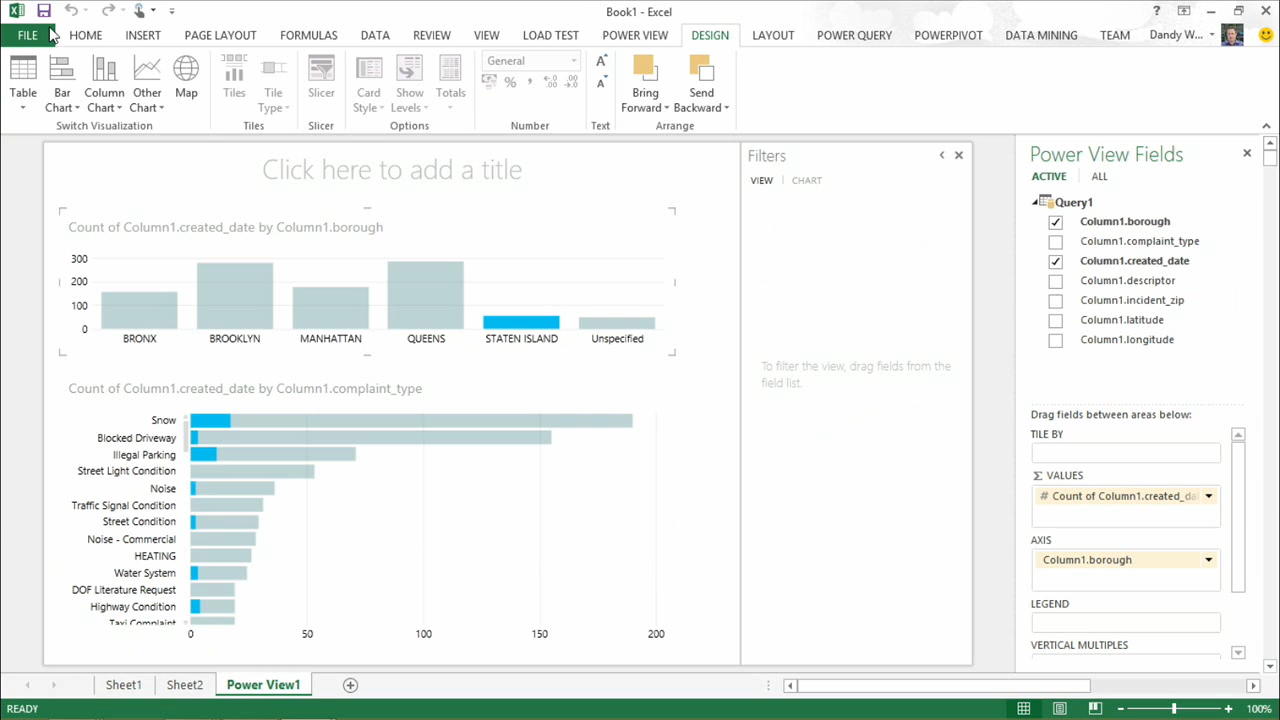 Book1 - Excel
?
FILE HOME INSERT PAGE LAYOUT FORMULAS DATA REVIEW VIEW LOAD TEST POWER VIEW DESIGN LAYOUT POWER QUERY POWERPIVOT DATA MINING TEAM Dandy W...
Table
Bar Chart
Column Chart
Other Chart
Map
Switch Visualization
Tiles
Tile Type
Tiles
Slicer
Slicer
Card Style
Show Levels
Totals
Options
General
%
Number
A
A
Text
Bring Forward
Send Backward
Arrange
Click here to add a title
Count of Column1.created_date by Column1.borough
300
200
100
0
BRONX BROOKLYN MANHATTAN QUEENS STATEN ISLAND Unspecified
Count of Column1.created_date by Column1.complaint_type
Snow
Blocked Driveway
Illegal Parking
Street Light Condition
Noise
Traffic Signal Condition
Street Condition
Noise - Commercial
HEATING
Water System
DOF Literature Request
Highway Condition
Taxi Complaint
0 50 100 150 200
Filters
VIEW CHART
To filter the view, drag fields from the
field list.
Power View Fields
ACTIVE ALL
Query1
Column1.borough
Column1.complaint_type
Column1.created_date
Column1.descriptor
Column1.incident_zip
Column1.latitude
Column1.longitude
Drag fields between areas below:
TILE BY
Σ VALUES
# Count of Column1.created_da
AXIS
Column1.borough
LEGEND
VERTICAL MULTIPLES
Sheet1 Sheet2 Power View1
READY
100%